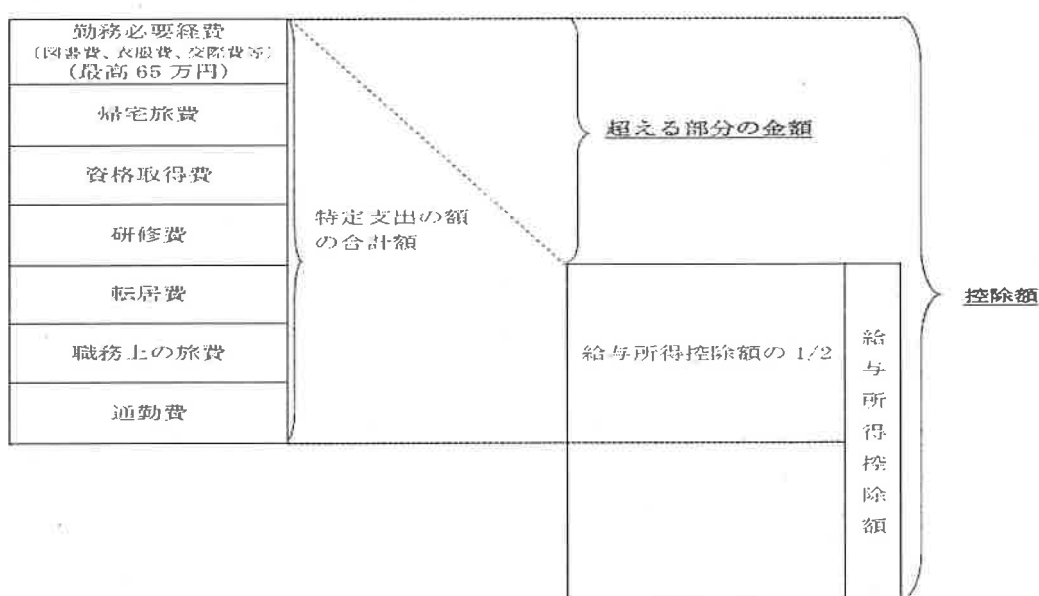 勤務必要経費
(図書費、衣服費、交際費等)
(最高 65 万円)
帰宅旅費
資格取得費
研修費
転居費
職務上の旅費
通勤費
特定支出の額
の合計額
超える部分の金額
給与所得控除額の 1/2
給与所得控除額
控除額